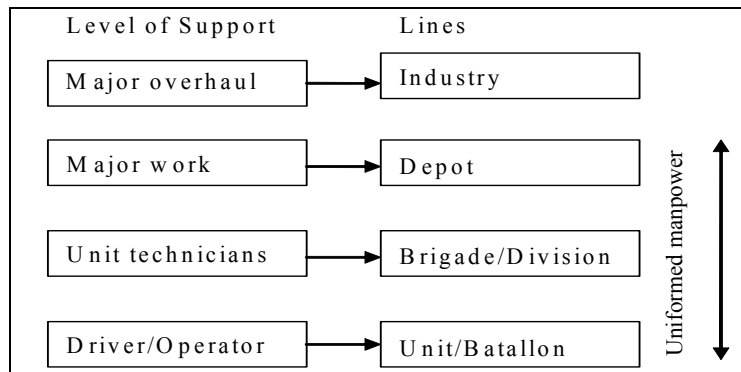 Level of Support Lines
Major overhaul Industry
Major work Depot
Unit technicians Brigade/Division
Driver/Operator Unit/Batallon
Uniformed manpower